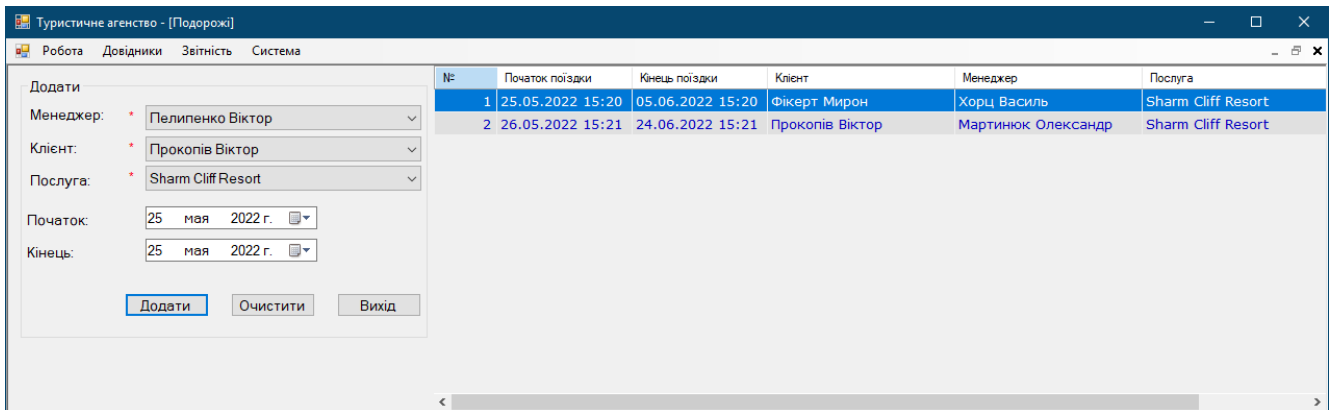 Туристичне агенство - [Подорожі]
Робота Довідники Звітність Система
Додати
Менеджер: * Пелипенко Віктор
Клієнт: * Прокопів Віктор
Послуга: * Sharm Cliff Resort
Початок: 25 мая 2022 г.
Кінець: 25 мая 2022 г.
Додати Очистити Вихід
№ Початок поїздки Кінець поїздки Клієнт Менеджер Послуга
1 25.05.2022 15:20 05.06.2022 15:20 Фікерт Мирон Хорц Василь Sharm Cliff Resort
2 26.05.2022 15:21 24.06.2022 15:21 Прокопів Віктор Мартинюк Олександр Sharm Cliff Resort